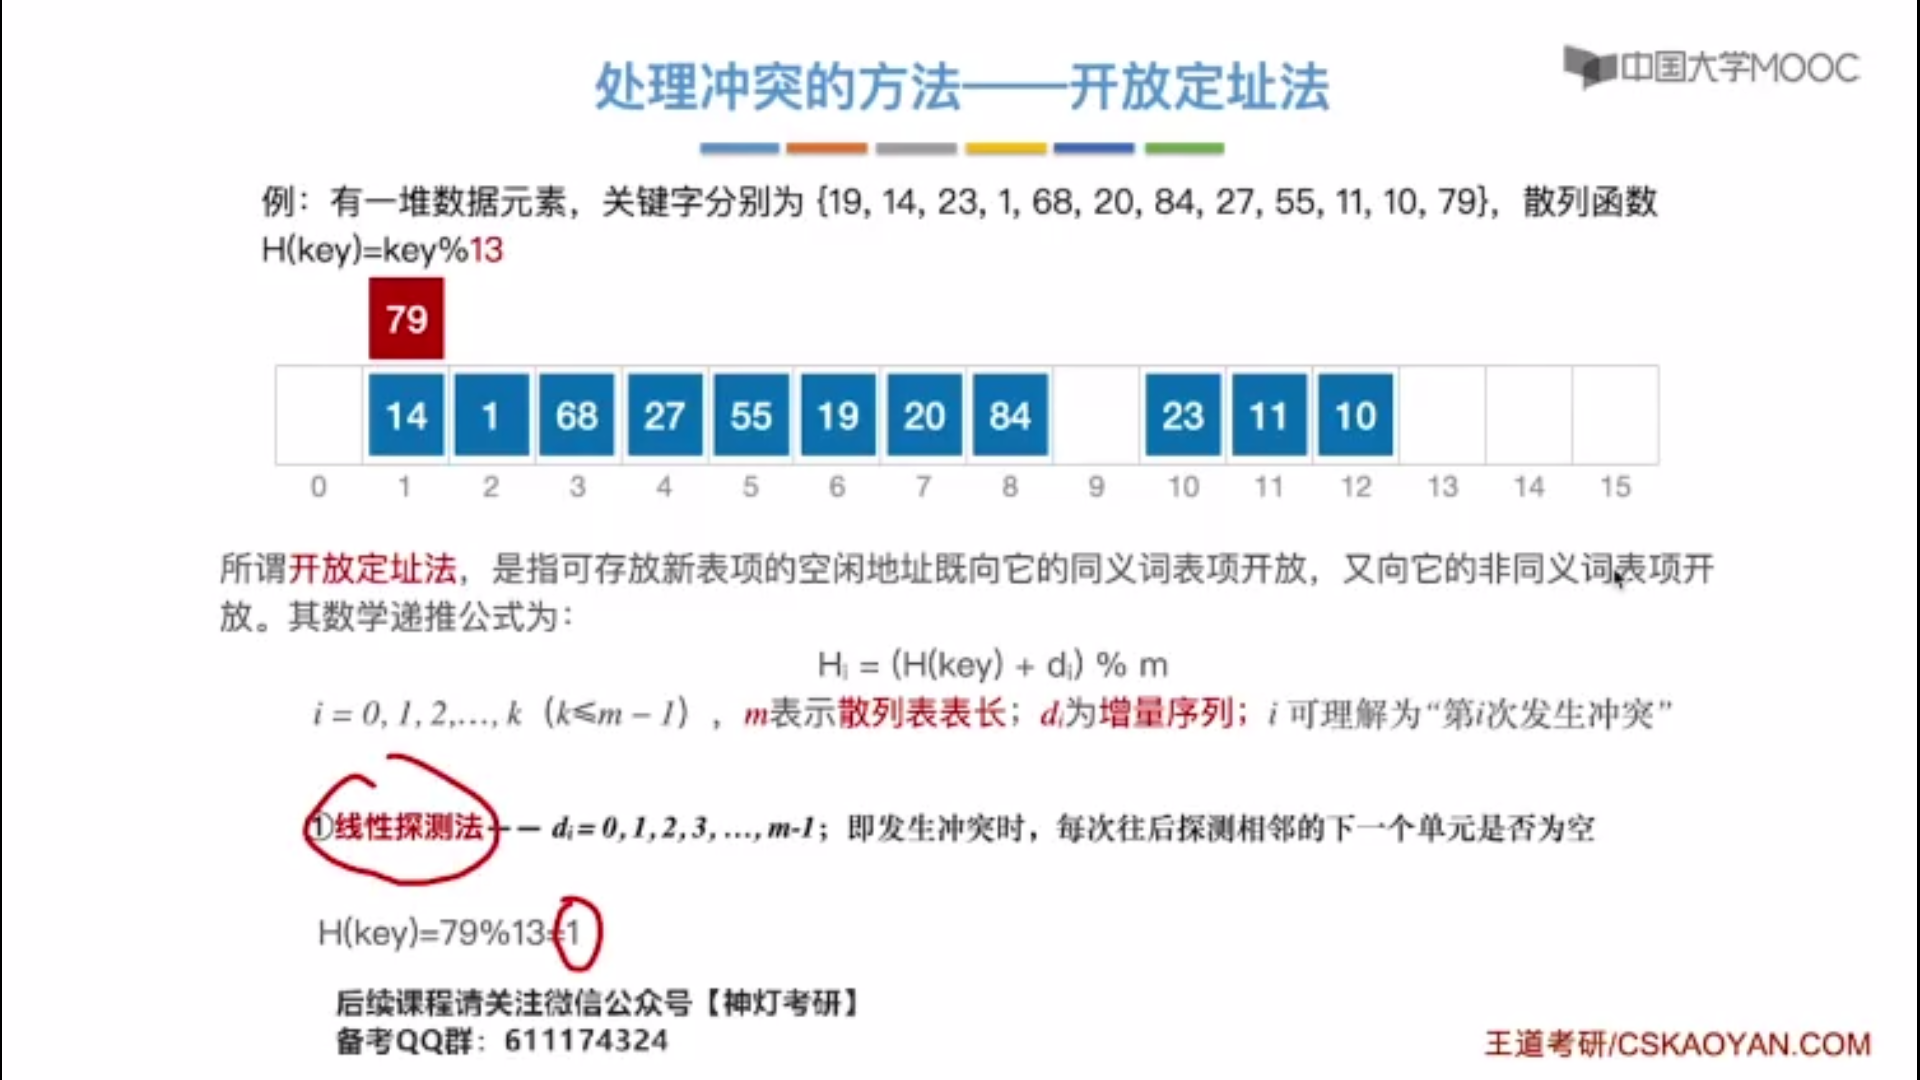 中国大学MOOC
处理冲突的方法——开放定址法
例：有一堆数据元素，关键字分别为 {19, 14, 23, 1, 68, 20, 84, 27, 55, 11, 10, 79}，散列函数
H(key)=key%13
79
14 1 68 27 55 19 20 84 23 11 10
0 1 2 3 4 5 6 7 8 9 10 11 12 13 14 15
所谓开放定址法，是指可存放新表项的空闲地址既向它的同义词表项开放，又向它的非同义词表项开
放。其数学递推公式为：
Hᵢ = (H(key) + dᵢ) % m
i = 0, 1, 2,…, k（k≤m – 1），m表示散列表表长；dᵢ为增量序列；i 可理解为“第i次发生冲突”
①线性探测法—— dᵢ = 0, 1, 2, 3, …, m-1；即发生冲突时，每次往后探测相邻的下一个单元是否为空
H(key)=79%13=1
后续课程请关注微信公众号【神灯考研】
备考QQ群：611174324
王道考研/CSKAOYAN.COM